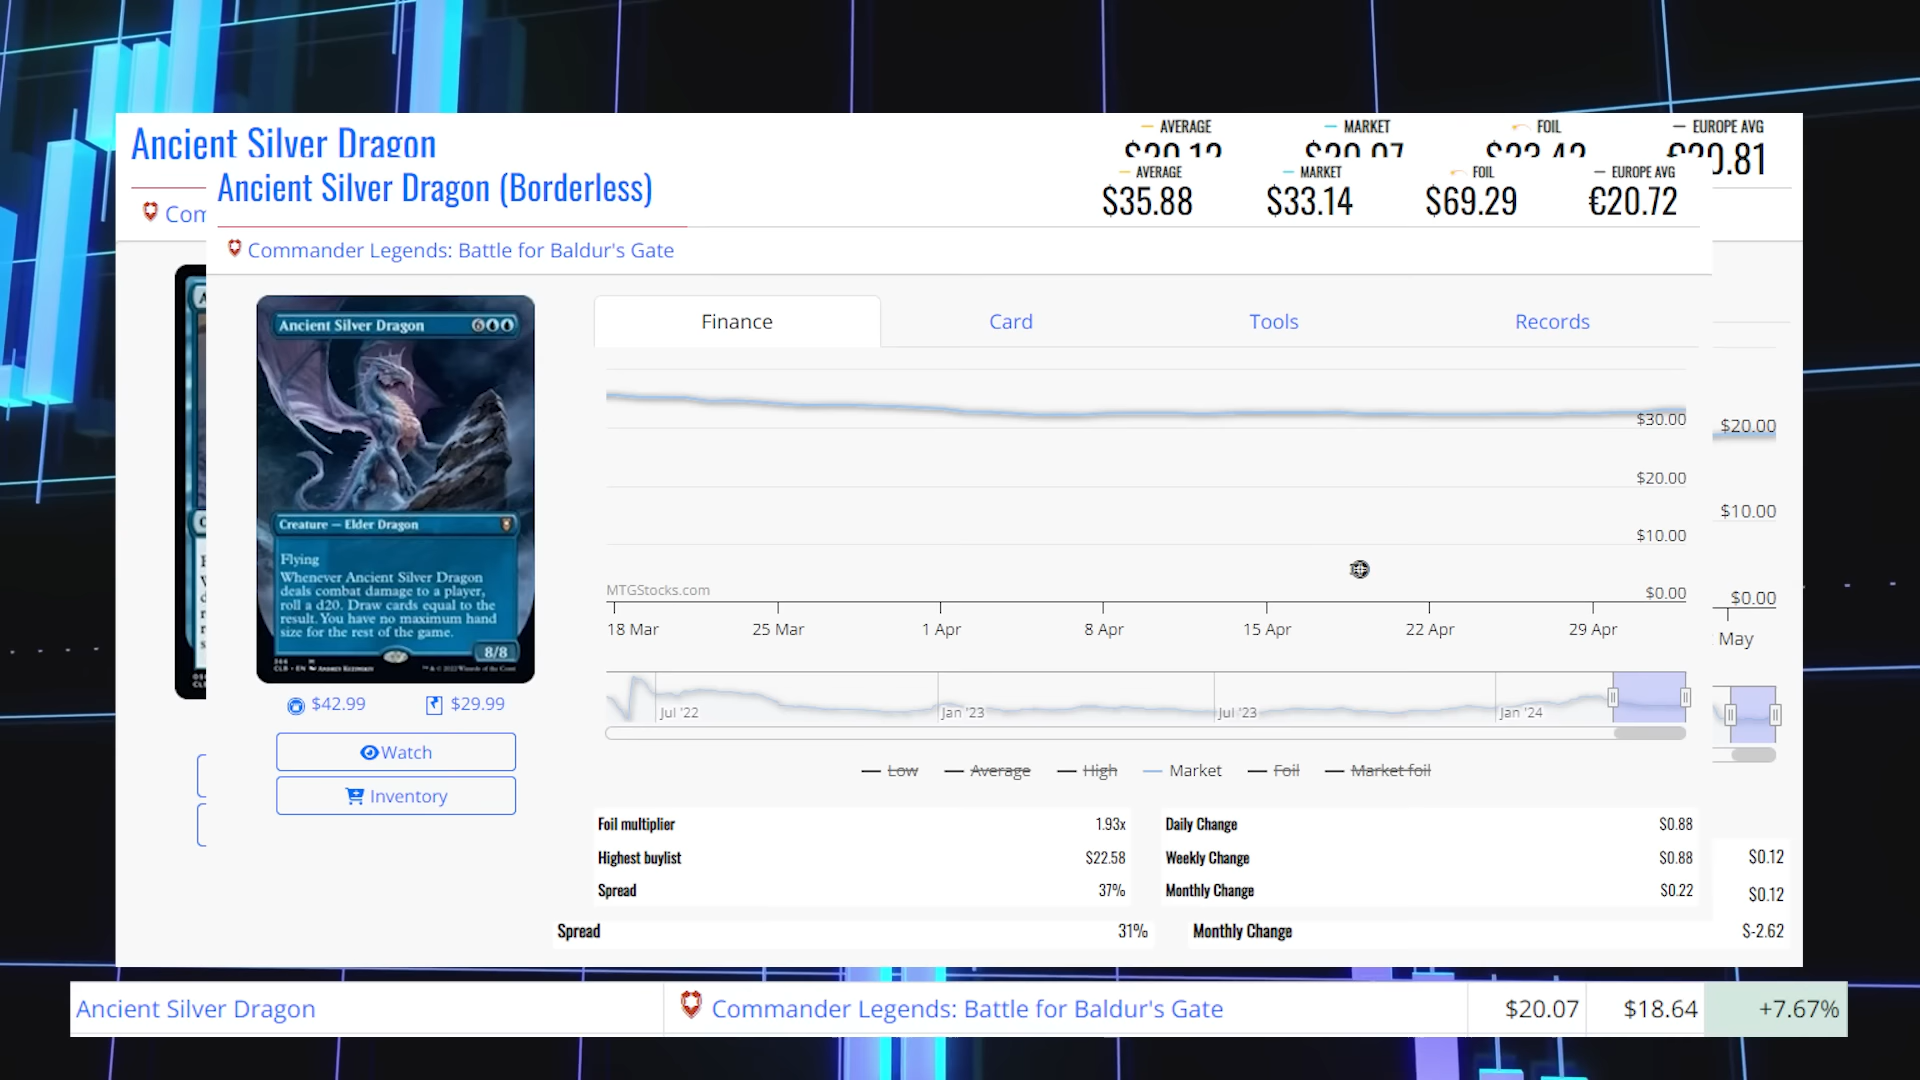 Ancient Silver Dragon
AVERAGE
MARKET
FOIL
EUROPE AVG
$20.12
$20.07
$23.42
€20.81
Ancient Silver Dragon (Borderless)
AVERAGE
MARKET
FOIL
EUROPE AVG
$35.88
$33.14
$69.29
€20.72
Com
Commander Legends: Battle for Baldur's Gate
Ancient Silver Dragon
Creature — Elder Dragon
Flying
Whenever Ancient Silver Dragon
deals combat damage to a player,
roll a d20. Draw cards equal to the
result. You have no maximum hand
size for the rest of the game.
8/8
$42.99
$29.99
Watch
Inventory
Finance
Card
Tools
Records
$30.00
$20.00
$10.00
$0.00
MTGStocks.com
18 Mar
25 Mar
1 Apr
8 Apr
15 Apr
22 Apr
29 Apr
Jul '22
Jan '23
Jul '23
Jan '24
$20.00
$10.00
$0.00
May
Low
Average
High
Market
Foil
Market foil
Foil multiplier
1.93x
Daily Change
$0.88
Highest buylist
$22.58
Weekly Change
$0.88
$0.12
Spread
37%
Monthly Change
$0.22
$0.12
Spread
31%
Monthly Change
$-2.62
Ancient Silver Dragon
Commander Legends: Battle for Baldur's Gate
$20.07
$18.64
+7.67%